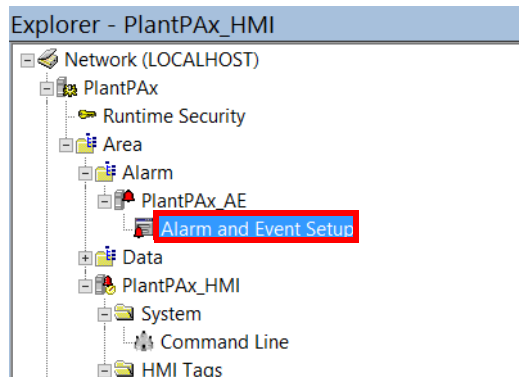 Explorer - PlantPAx_HMI
Network (LOCALHOST)
PlantPAx
Runtime Security
Area
Alarm
PlantPAx_AE
Alarm and Event Setup
Data
PlantPAx_HMI
System
Command Line
HMI Tags